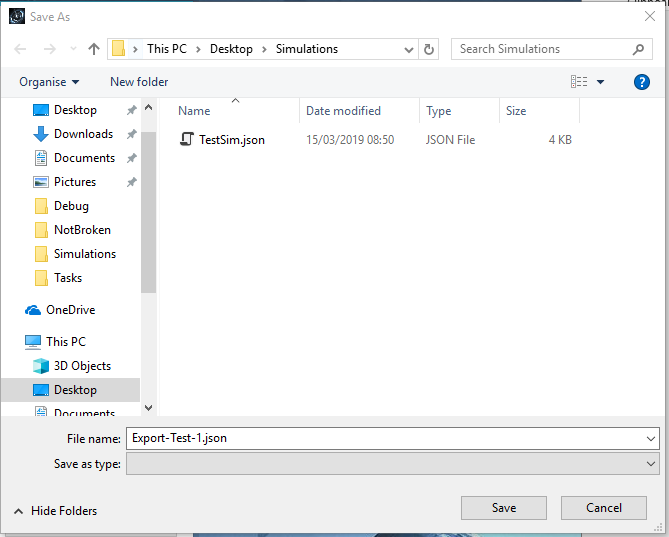 Save As
This PC > Desktop > Simulations
Search Simulations
Organise
New folder
Name
Date modified
Type
Size
TestSim.json
15/03/2019 08:50
JSON File
4 KB
Desktop
Downloads
Documents
Pictures
Debug
NotBroken
Simulations
Tasks
OneDrive
This PC
3D Objects
Desktop
Documents
File name:
Export-Test-1.json
Save as type:
Hide Folders
Save
Cancel